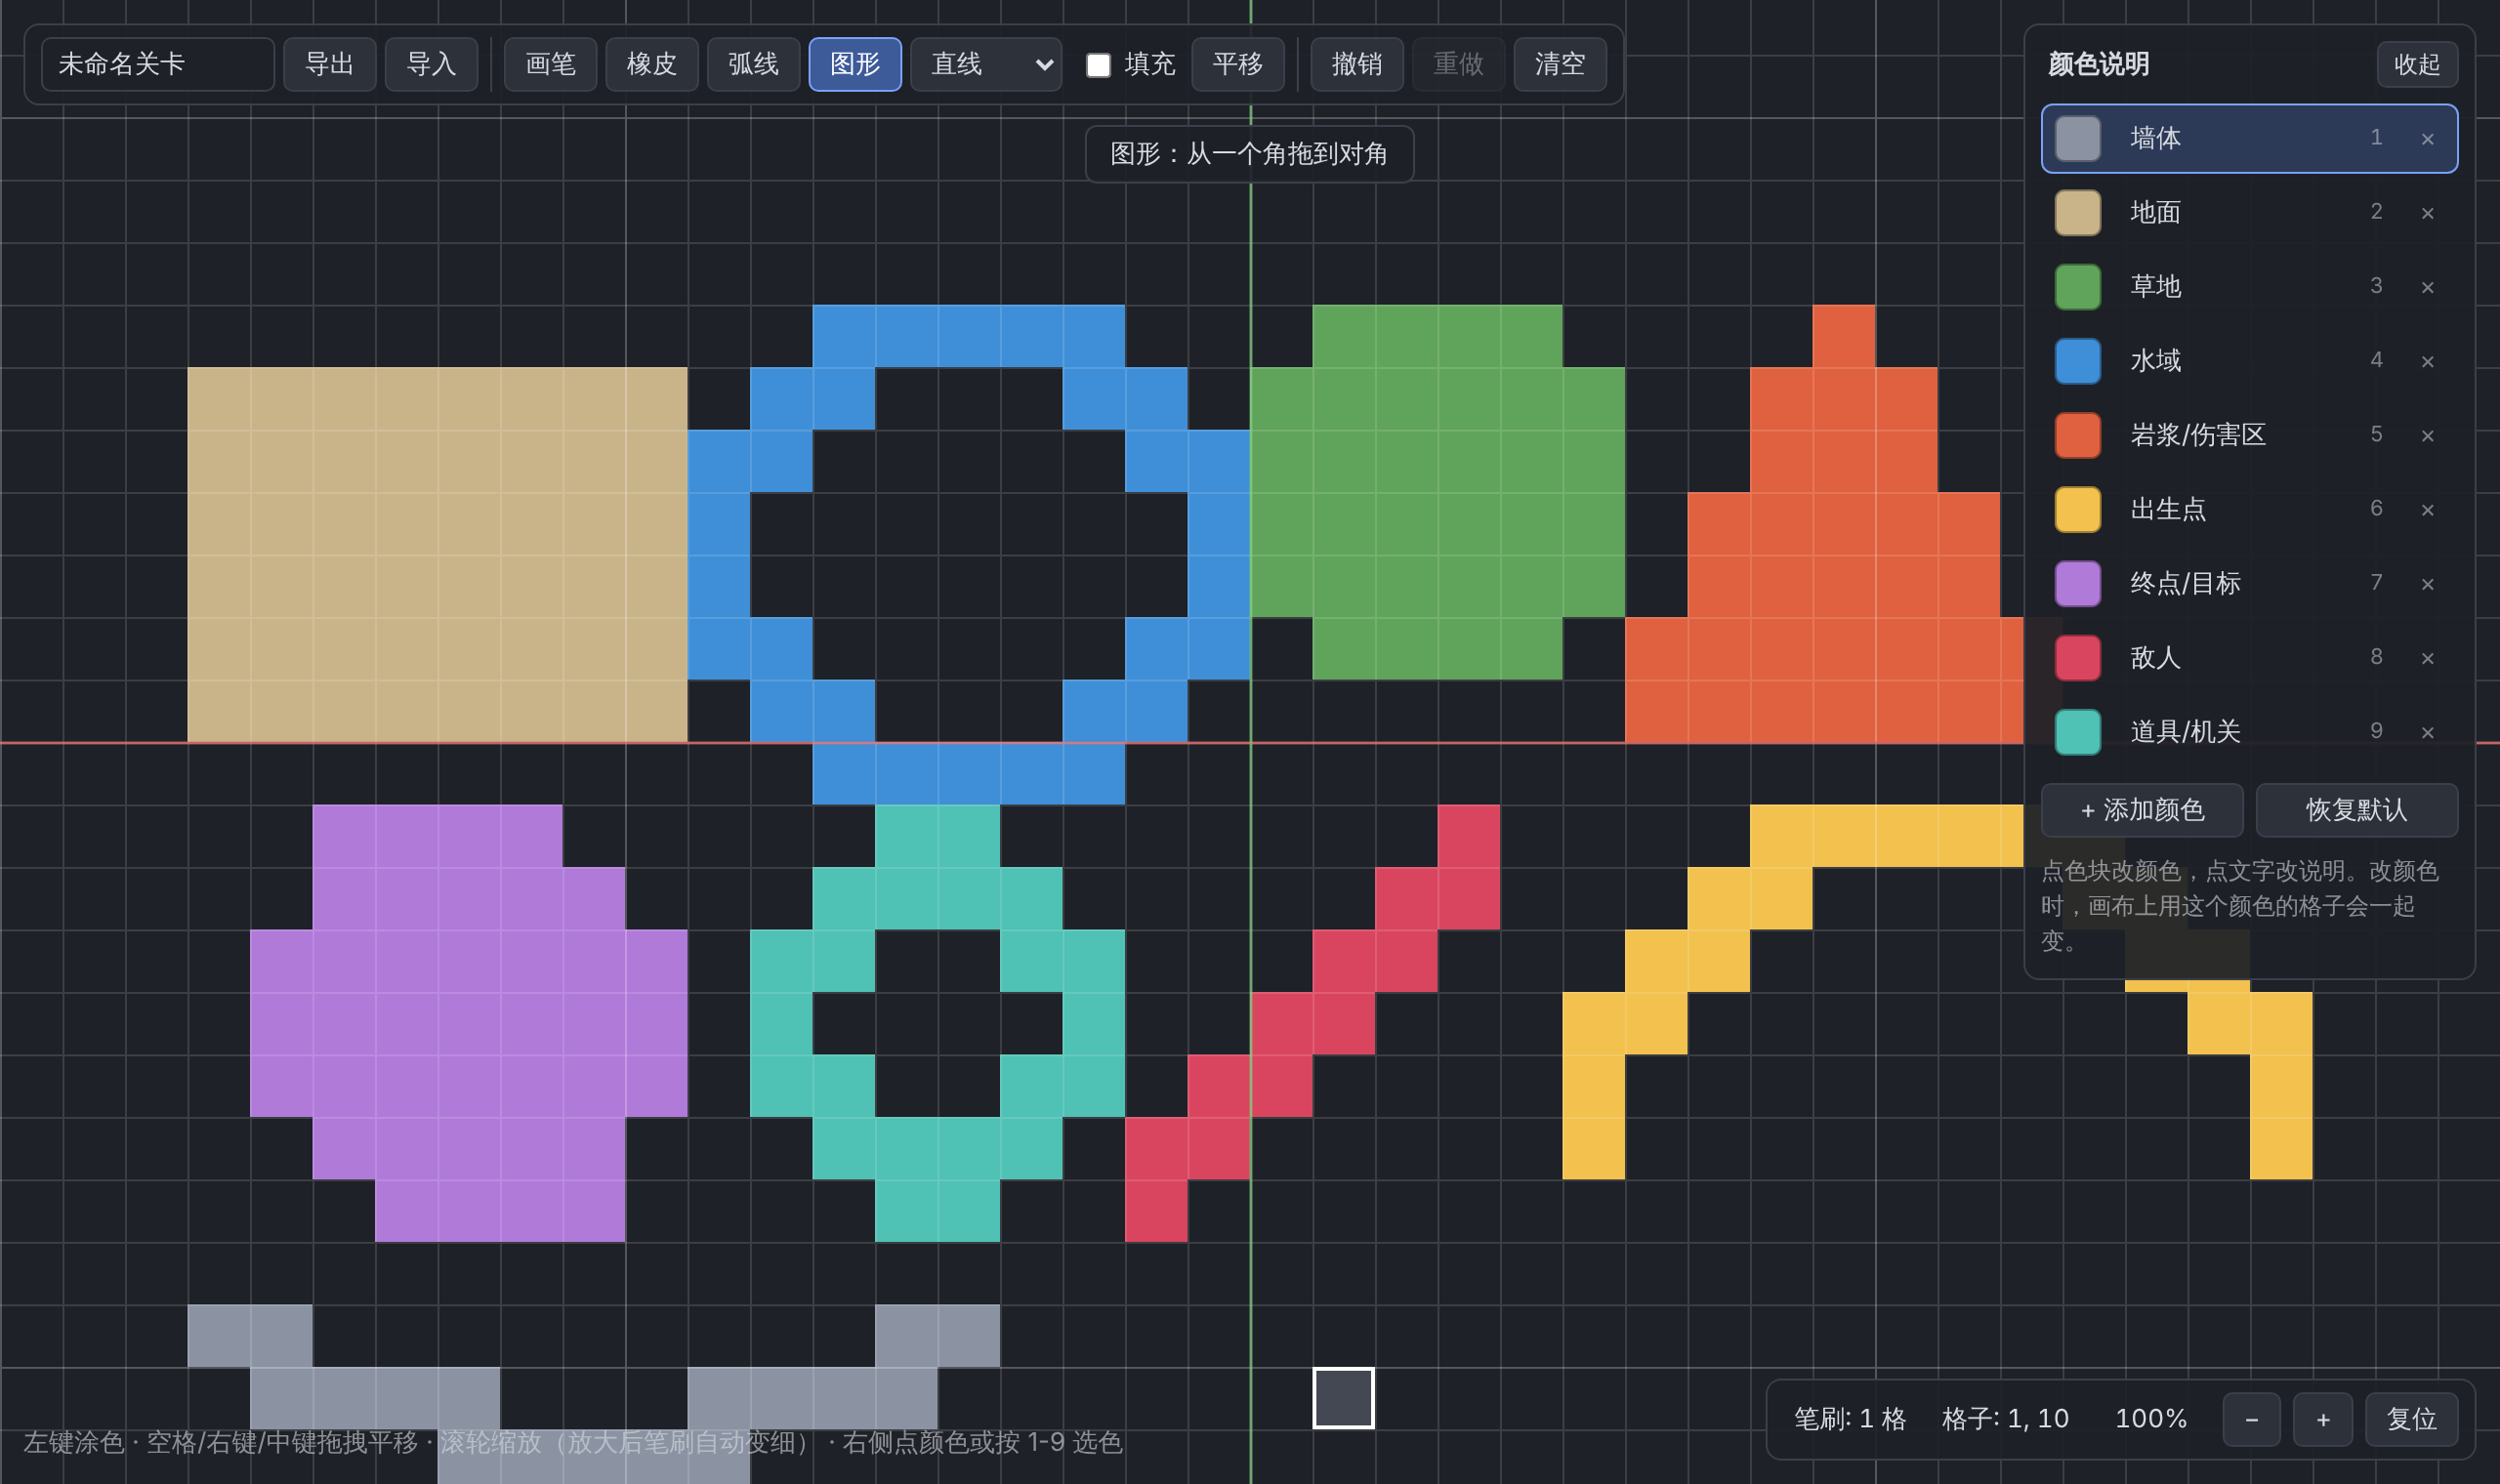 未命名关卡 导出 导入 画笔 橡皮 弧线 图形 直线 填充 平移 撤销 重做 清空
图形：从一个角拖到对角
颜色说明 收起
墙体 1 ×
地面 2 ×
草地 3 ×
水域 4 ×
岩浆/伤害区 5 ×
出生点 6 ×
终点/目标 7 ×
敌人 8 ×
道具/机关 9 ×
+ 添加颜色 恢复默认
点色块改颜色，点文字改说明。改颜色
时，画布上用这个颜色的格子会一起
变。
左键涂色 · 空格/右键/中键拖拽平移 · 滚轮缩放（放大后笔刷自动变细） · 右侧点颜色或按 1-9 选色
笔刷: 1 格 格子: 1, 10 100% − + 复位